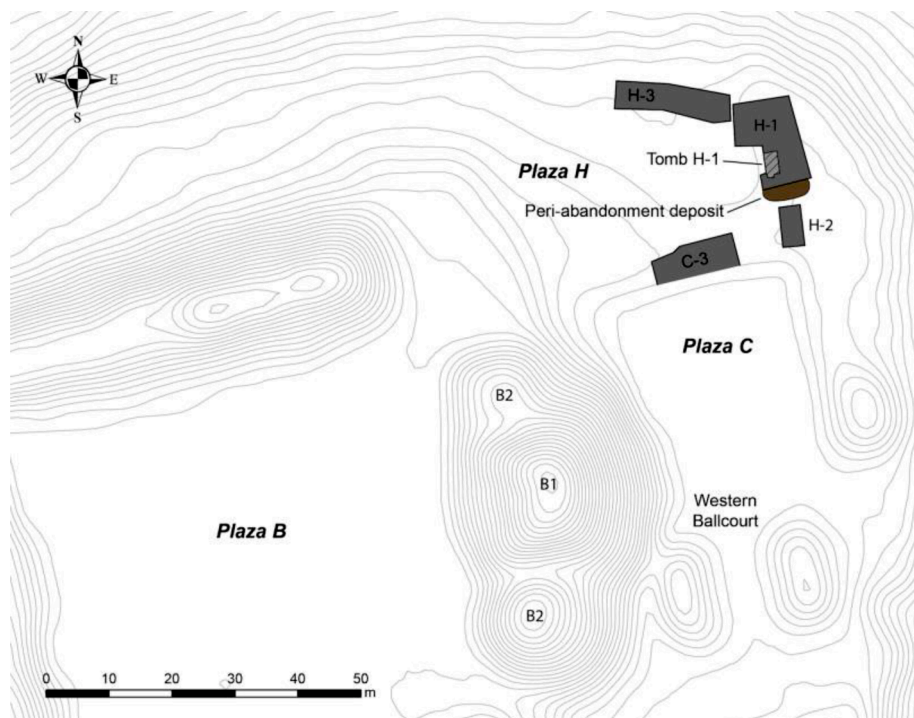 N
W E
S
H-3
H-1
Tomb H-1
Plaza H
Peri-abandonment deposit
H-2
C-3
Plaza C
B2
B1
Western
Ballcourt
Plaza B
B2
0 10 20 30 40 50
m